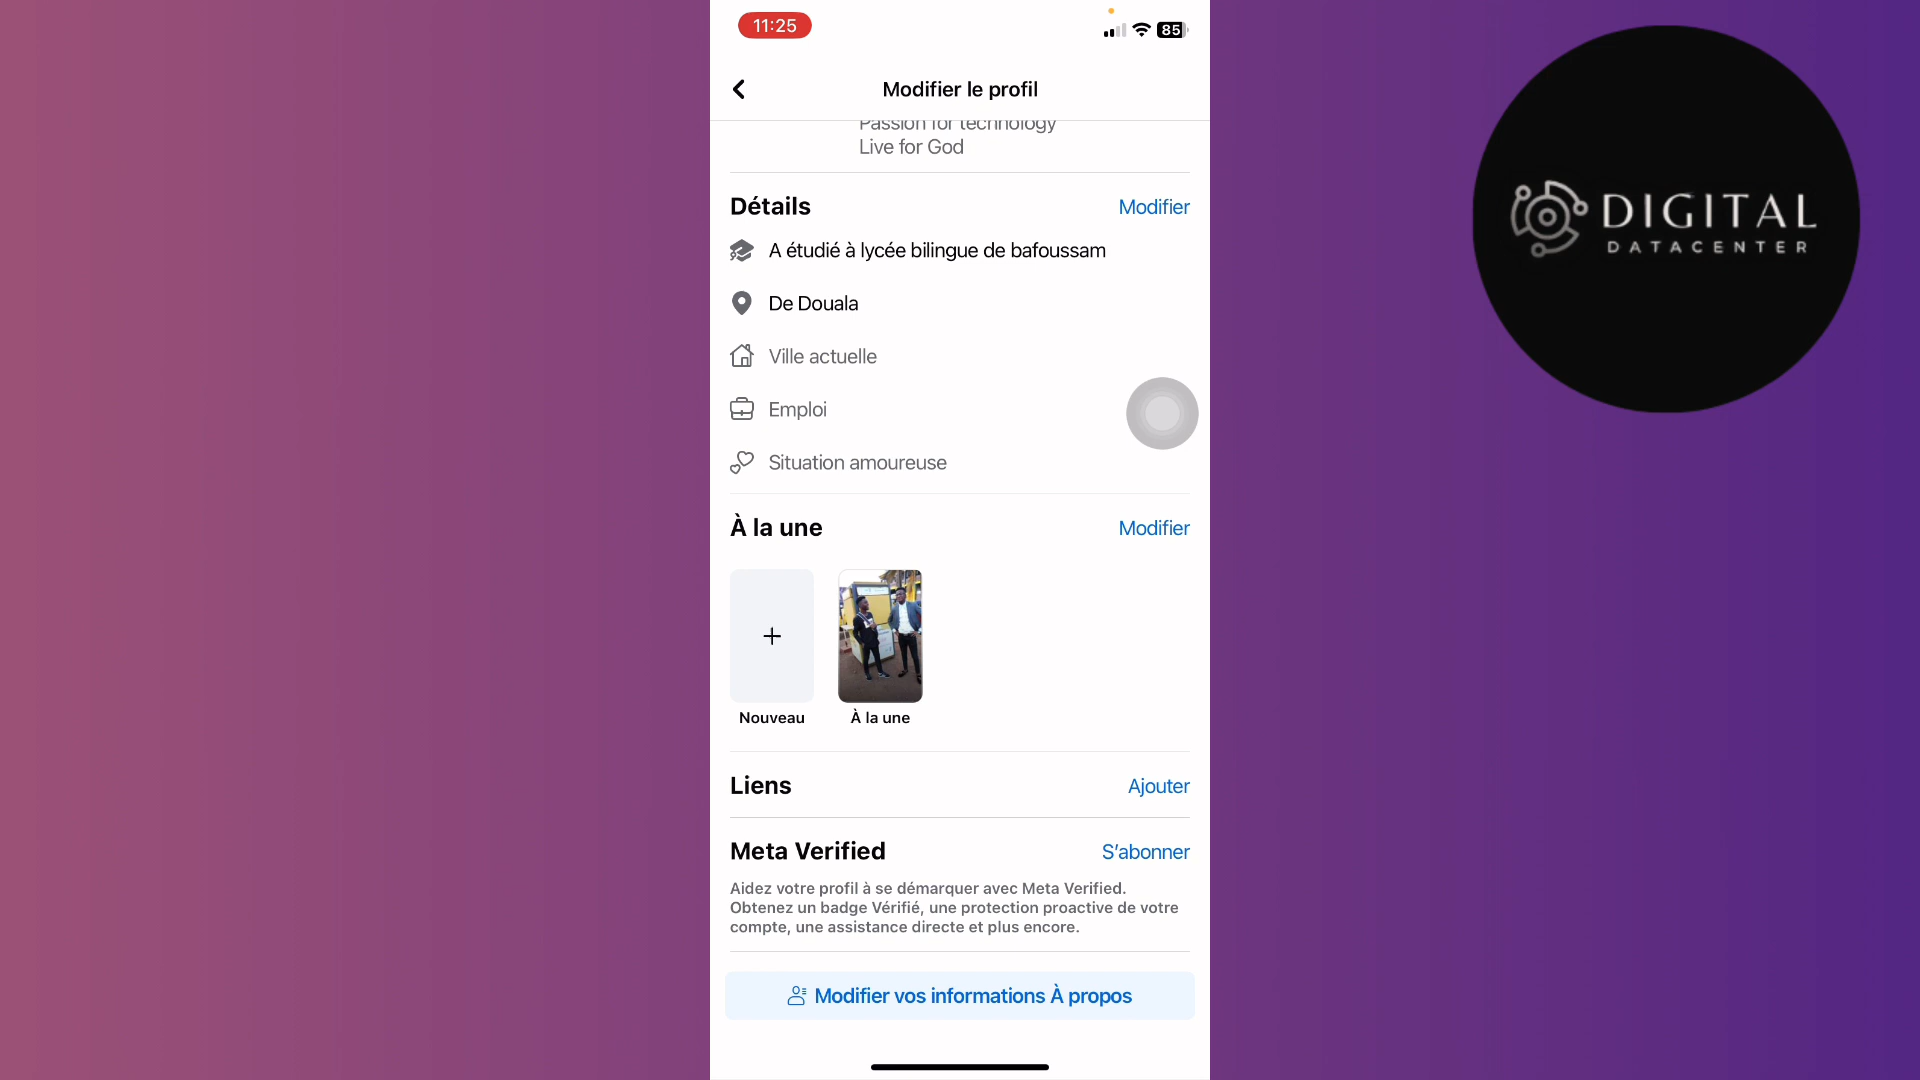 11:25
85
Modifier le profil
Passion for technology
Live for God
Détails
Modifier
A étudié à lycée bilingue de bafoussam
De Douala
Ville actuelle
Emploi
Situation amoureuse
À la une
Modifier
Nouveau
À la une
Liens
Ajouter
Meta Verified
S’abonner
Aidez votre profil à se démarquer avec Meta Verified.
Obtenez un badge Vérifié, une protection proactive de votre
compte, une assistance directe et plus encore.
Modifier vos informations À propos
DIGITAL
DATACENTER